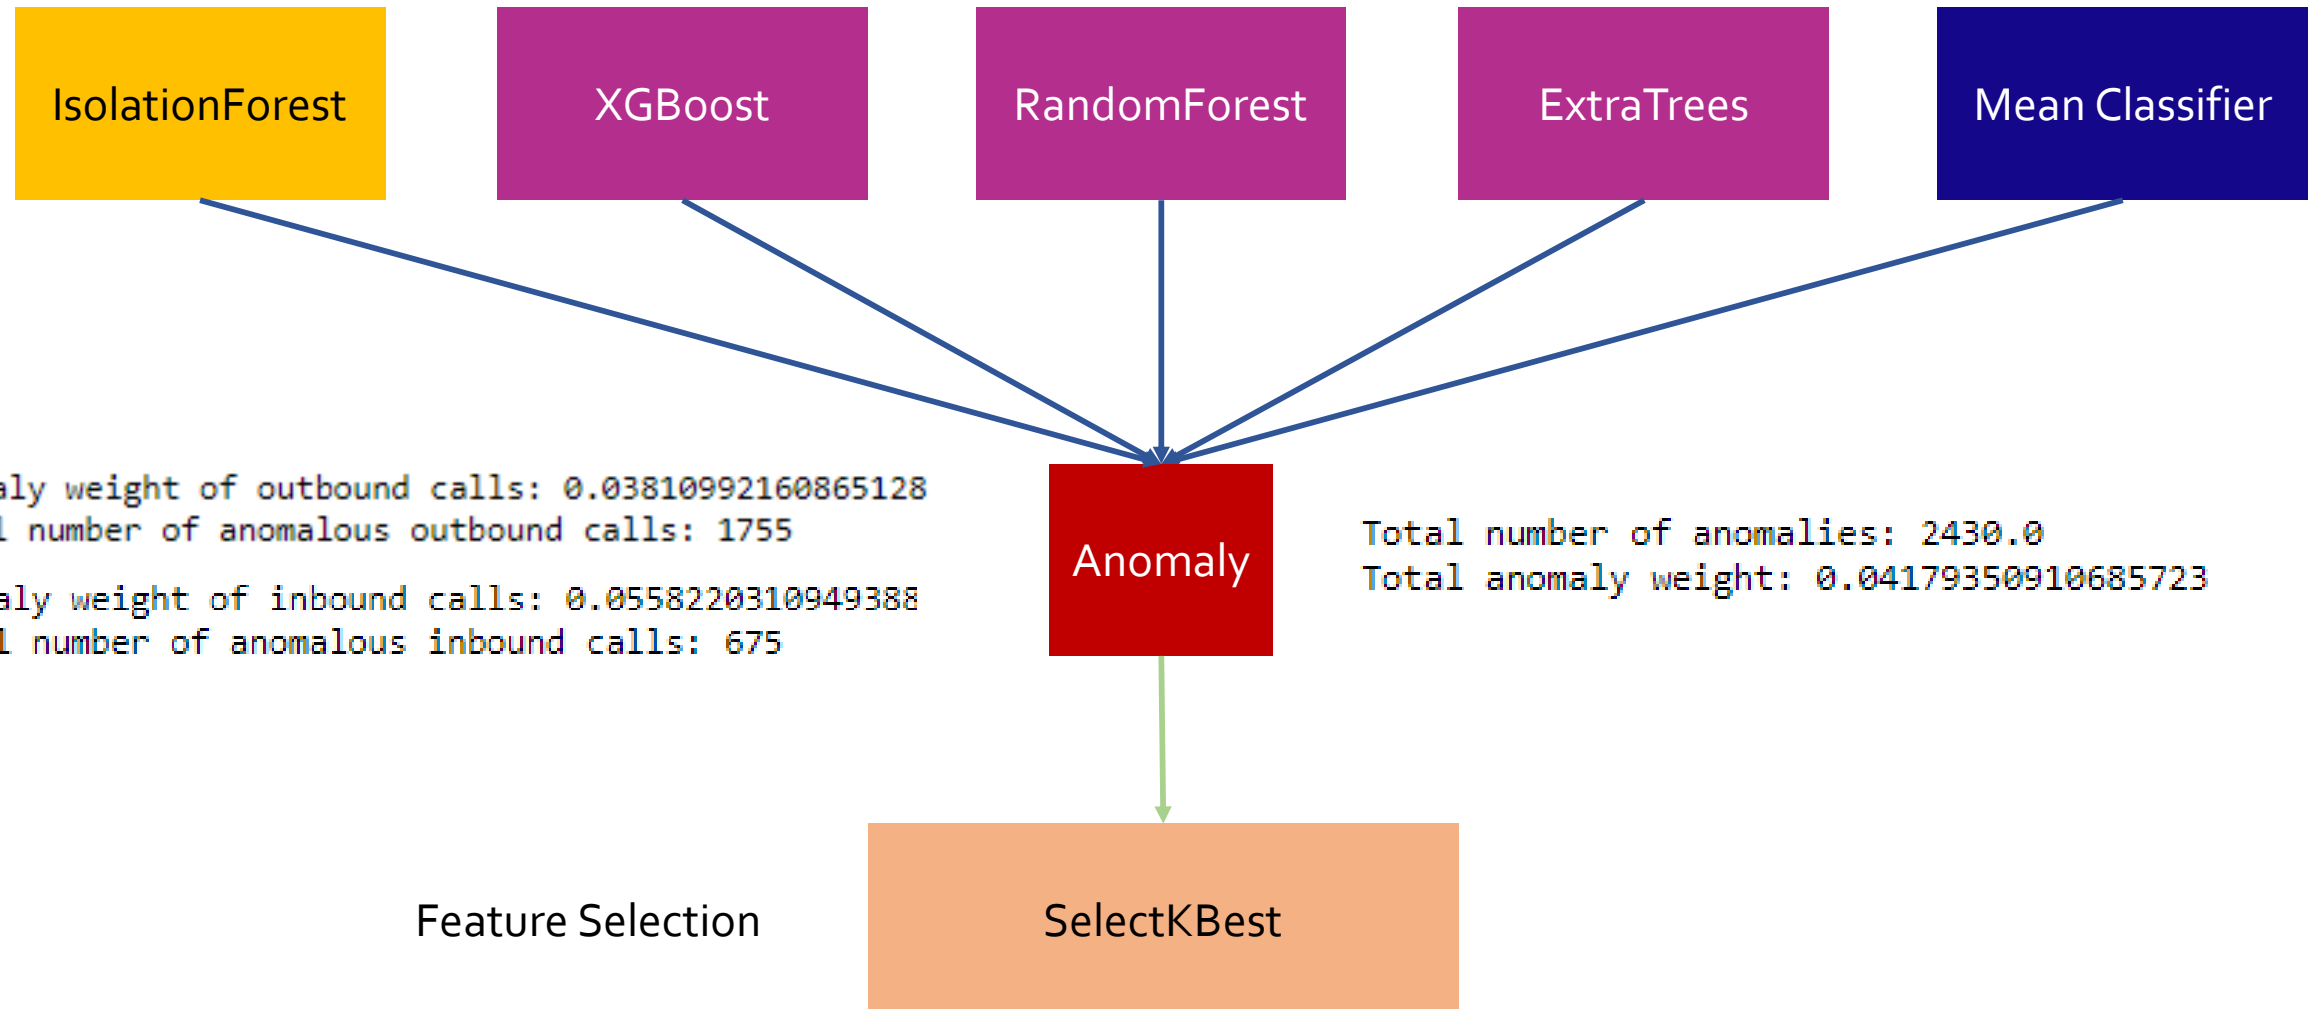 IsolationForest
XGBoost
RandomForest
ExtraTrees
Mean Classifier
aly weight of outbound calls: 0.03810992160865128
l number of anomalous outbound calls: 1755
aly weight of inbound calls: 0.0558220310949388
l number of anomalous inbound calls: 675
Anomaly
Total number of anomalies: 2430.0
Total anomaly weight: 0.04179350910685723
Feature Selection
SelectKBest